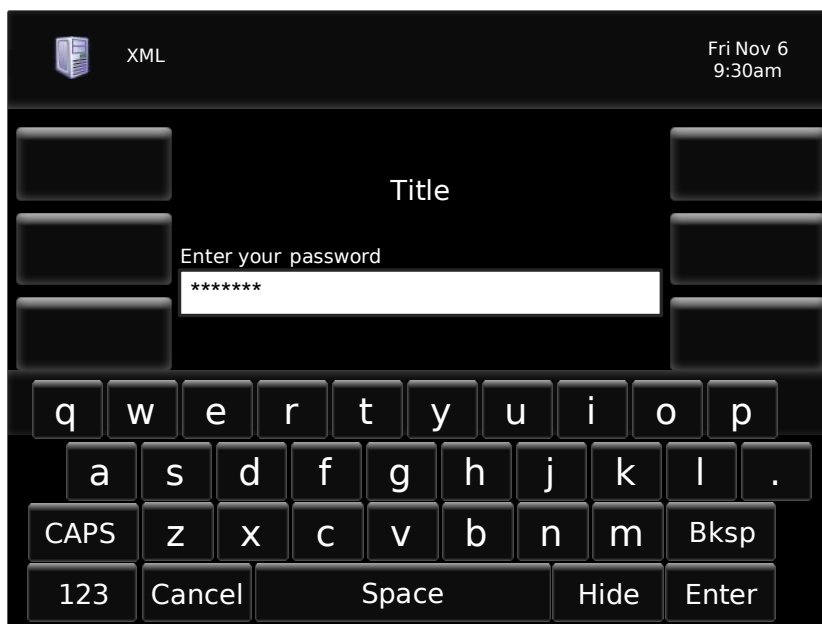 XML
Fri Nov 6
9:30am
Title
Enter your password
*******
q w e r t y u i o p
a s d f g h j k l .
CAPS z x c v b n m Bksp
123 Cancel Space Hide Enter